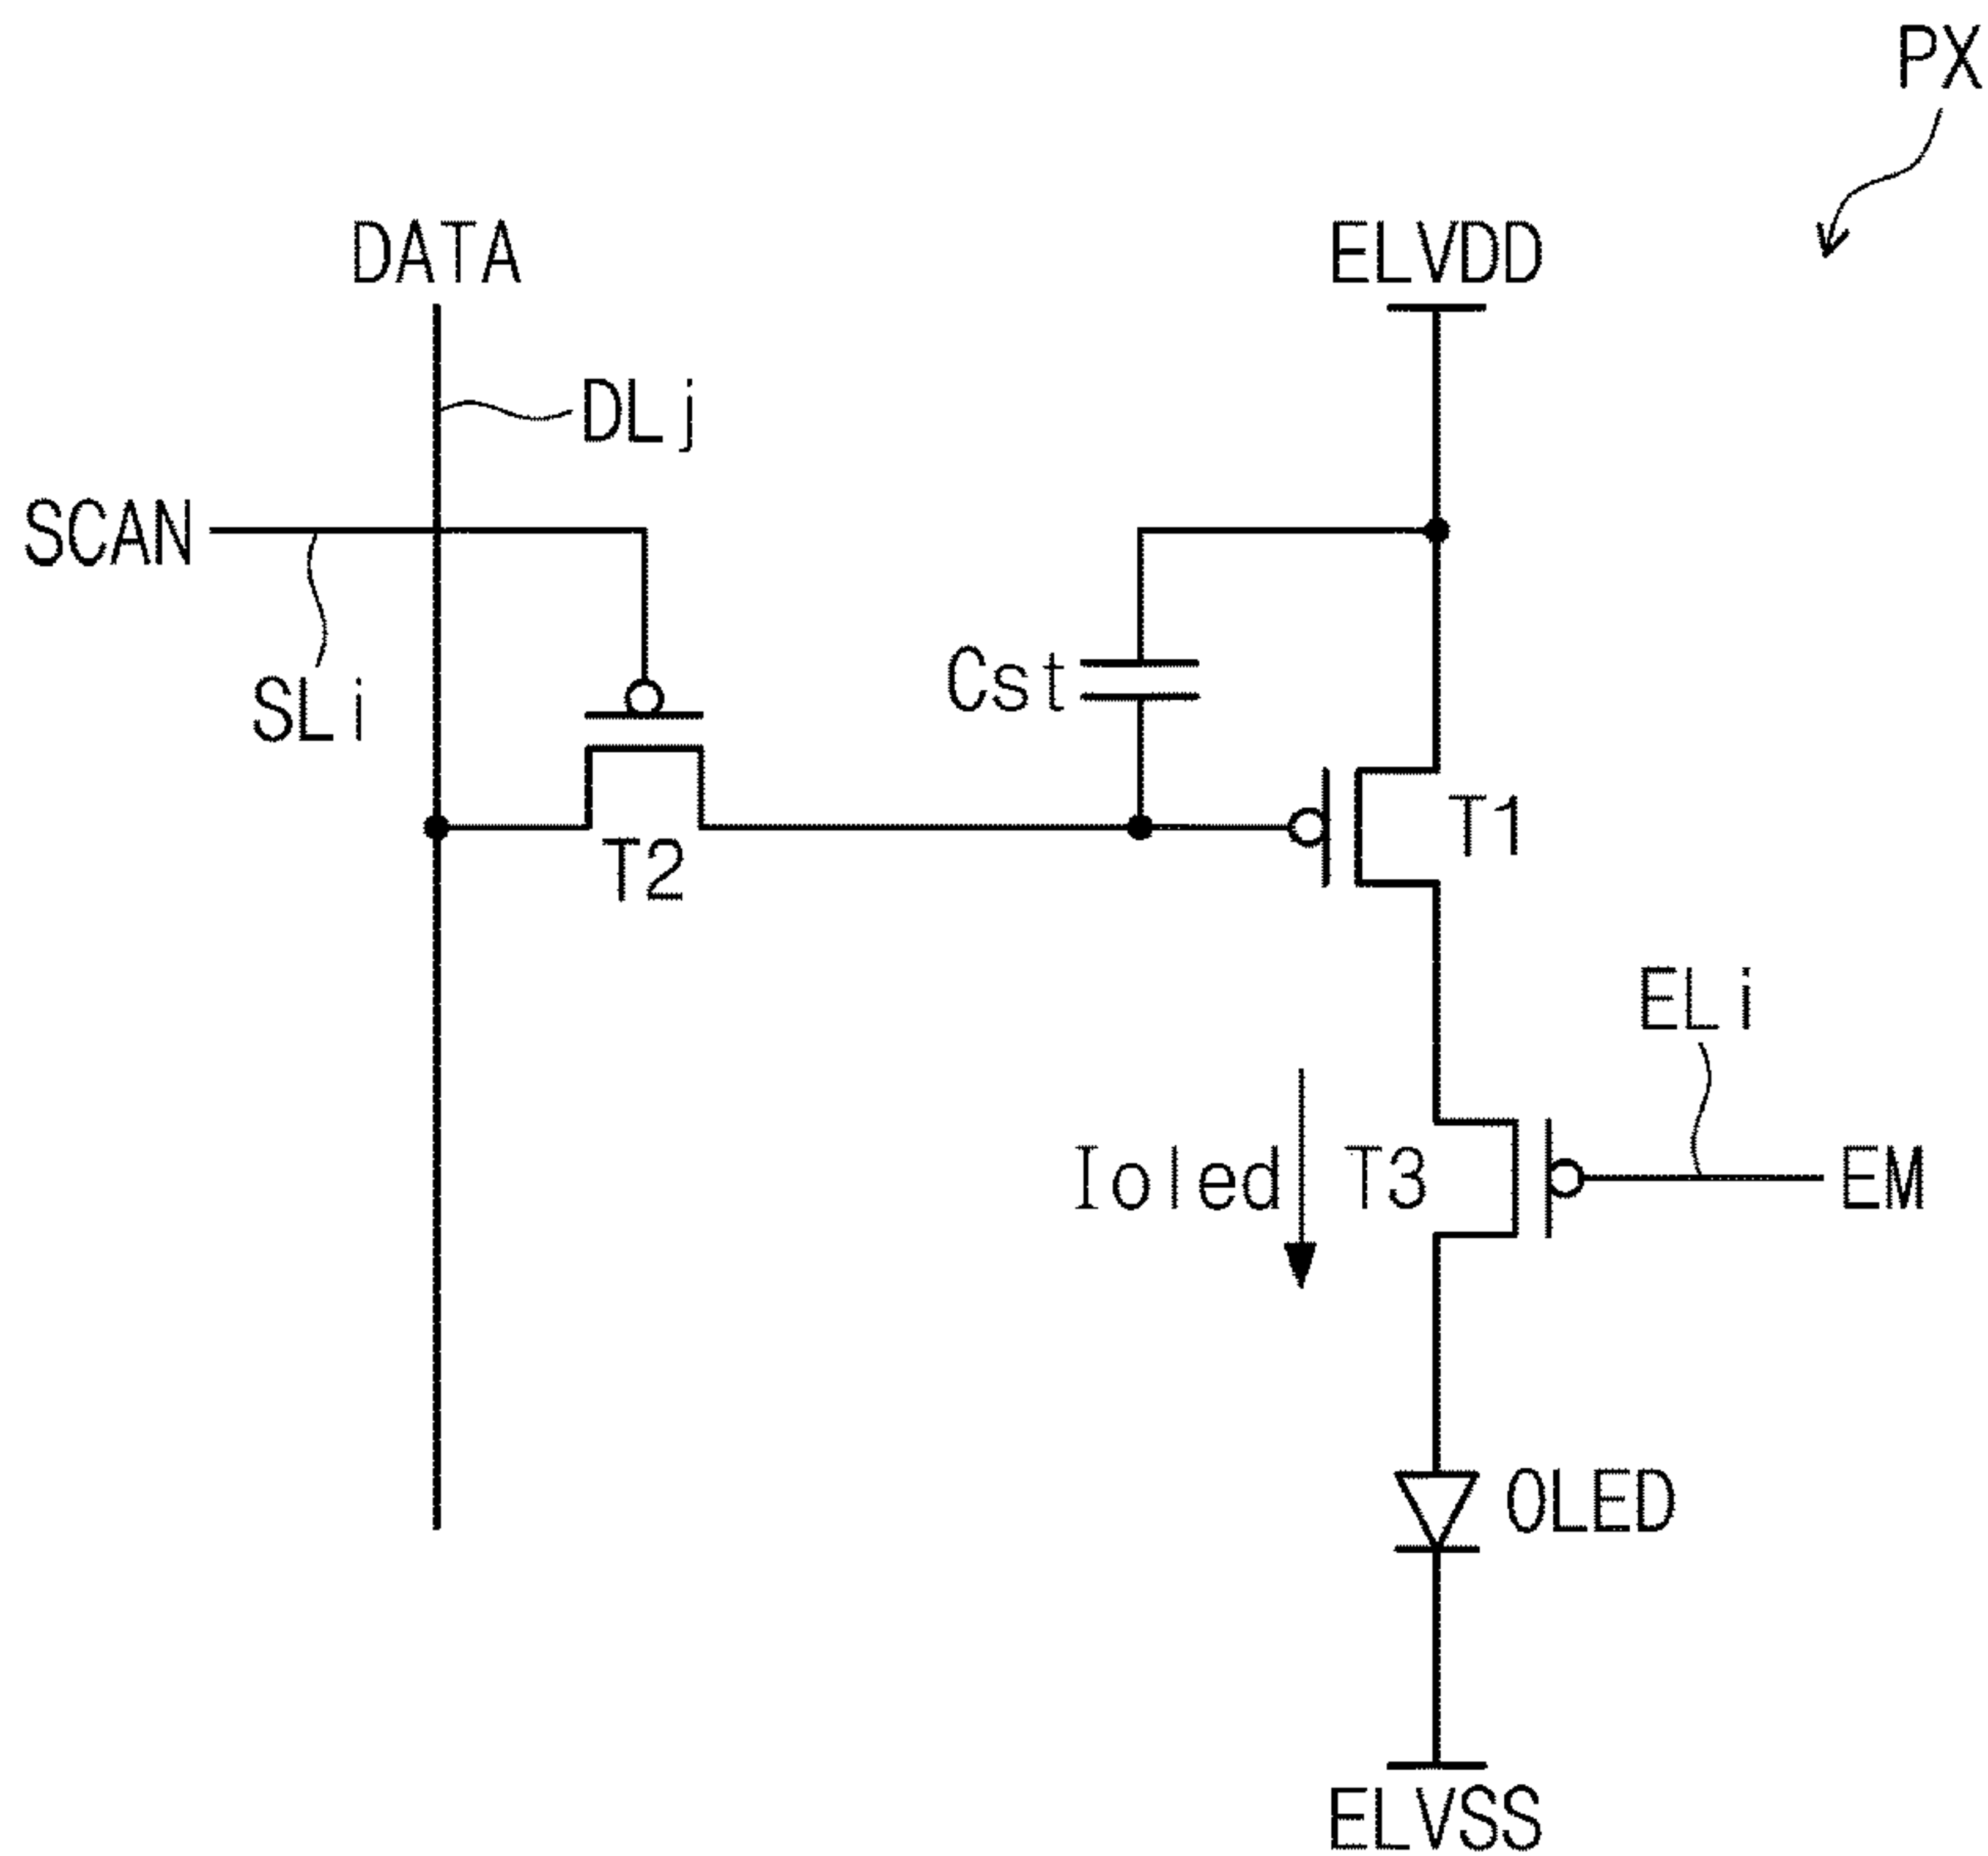 PX
DATA
ELVDD
DLj
SCAN
SLi
Cst
T1
T2
ELi
Ioled
T3
EM
OLED
ELVSS